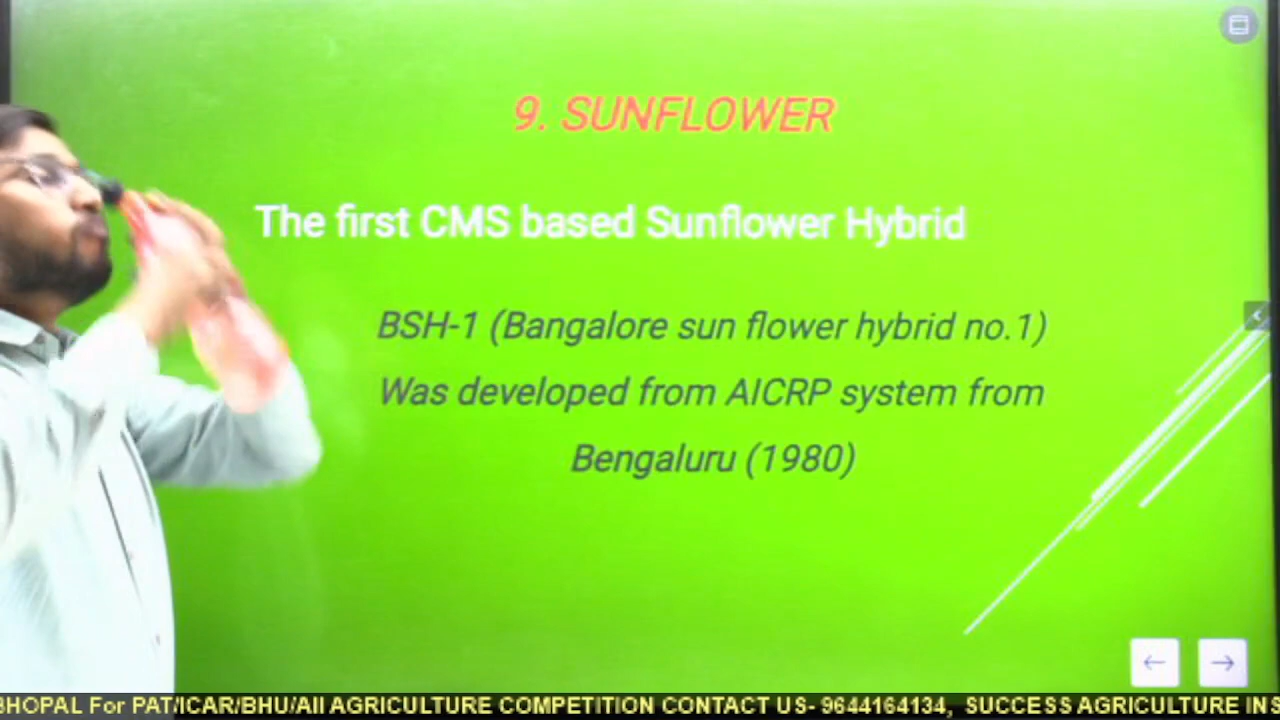 9. SUNFLOWER
The first CMS based Sunflower Hybrid
BSH-1 (Bangalore sun flower hybrid no.1)
Was developed from AICRP system from
Bengaluru (1980)
BHOPAL For PAT/ICAR/BHU/All AGRICULTURE COMPETITION CONTACT US- 9644164134, SUCCESS AGRICULTURE INS